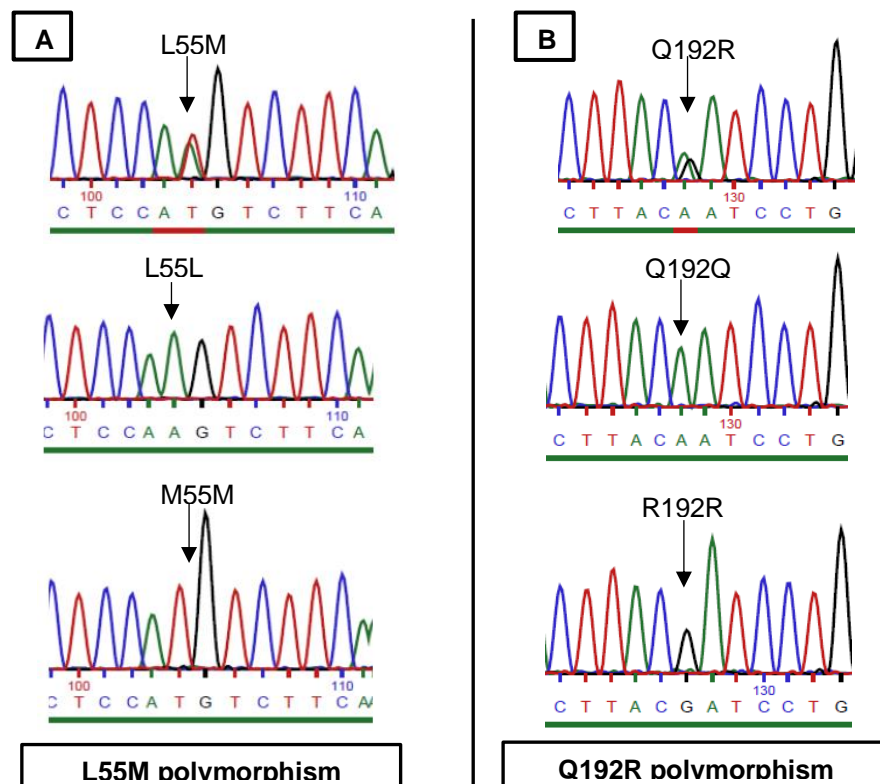 A
L55M
100 110
C T C C A T G T C T T C A
L55L
100 110
C T C C A A G T C T T C A
M55M
100 110
C T C C A T G T C T T C A
L55M polymorphism
B
Q192R
130
C T T A C A A T C C T G
Q192Q
130
C T T A C A A T C C T G
R192R
130
C T T A C G A T C C T G
Q192R polymorphism